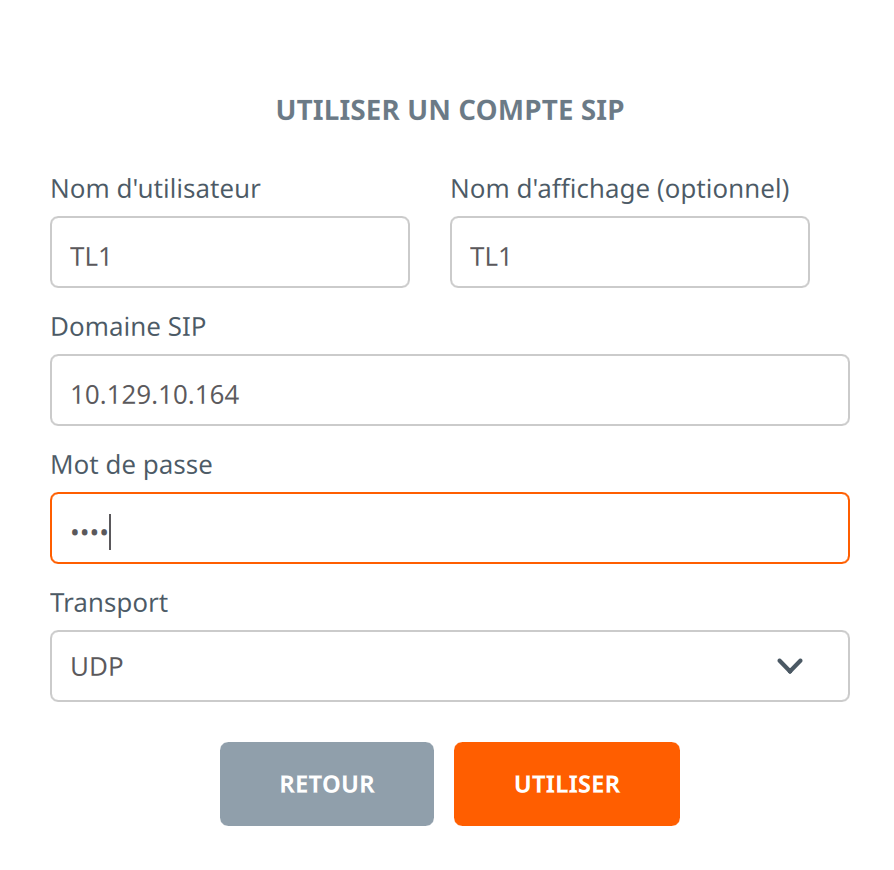 UTILISER UN COMPTE SIP
Nom d'utilisateur
Nom d'affichage (optionnel)
TL1
TL1
Domaine SIP
10.129.10.164
Mot de passe
••••
Transport
UDP
RETOUR
UTILISER